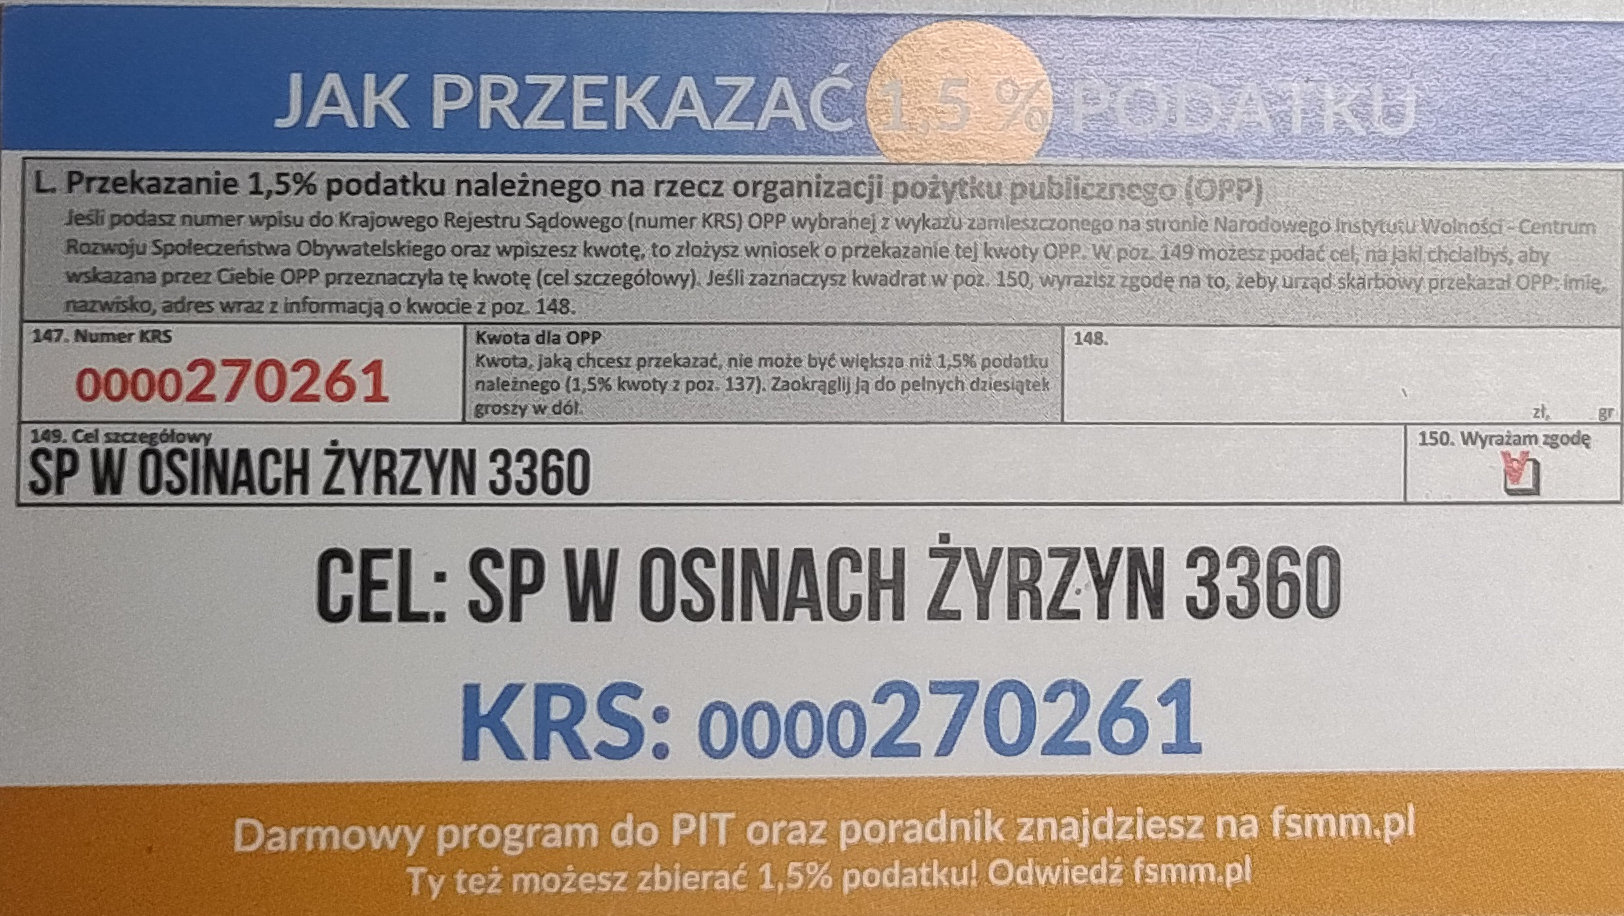 JAK PRZEKAZAĆ 1,5 % PODATKU
L. Przekazanie 1,5% podatku należnego na rzecz organizacji pożytku publicznego (OPP)
Jeśli podasz numer wpisu do Krajowego Rejestru Sądowego (numer KRS) OPP wybranej z wykazu zamieszczonego na stronie Narodowego Instytutu Wolności - Centrum
Rozwoju Społeczeństwa Obywatelskiego oraz wpiszesz kwotę, to złożysz wniosek o przekazanie tej kwoty OPP. W poz. 149 możesz podać cel, na jaki chciałbyś, aby
wskazana przez Ciebie OPP przeznaczyła tę kwotę (cel szczegółowy). Jeśli zaznaczysz kwadrat w poz. 150, wyrazisz zgodę na to, żeby urząd skarbowy przekazał OPP: imię,
nazwisko, adres wraz z informacją o kwocie z poz. 148.
147. Numer KRS
0000270261
Kwota dla OPP
Kwota, jaką chcesz przekazać, nie może być większa niż 1,5% podatku
należnego (1,5% kwoty z poz. 137). Zaokrąglij ją do pełnych dziesiątek
groszy w dół.
148.
zł, gr
149. Cel szczegółowy
SP W OSINACH ŻYRZYN 3360
150. Wyrażam zgodę
CEL: SP W OSINACH ŻYRZYN 3360
KRS: 0000270261
Darmowy program do PIT oraz poradnik znajdziesz na fsmm.pl
Ty też możesz zbierać 1,5% podatku! Odwiedź fsmm.pl